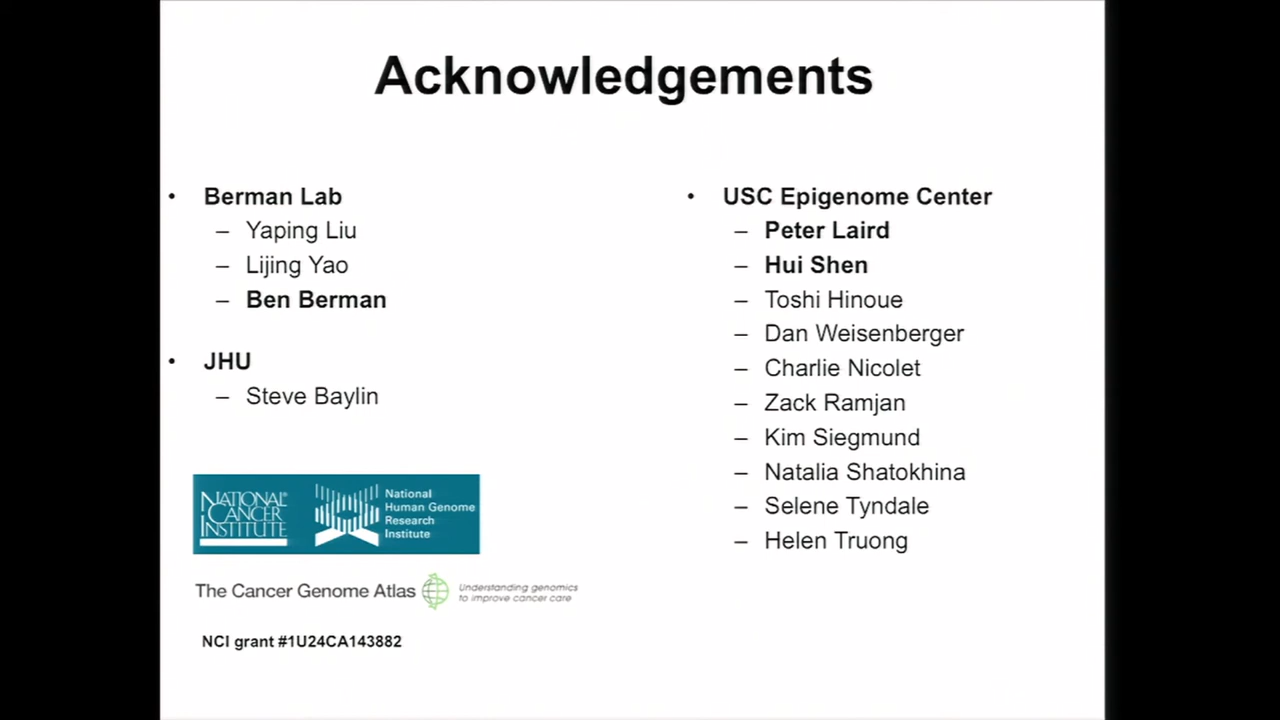 Acknowledgements
• Berman Lab
– Yaping Liu
– Lijing Yao
– Ben Berman
• JHU
– Steve Baylin
NATIONAL®
CANCER
INSTITUTE
National
Human Genome
Research
Institute
The Cancer Genome Atlas
Understanding genomics
to improve cancer care
NCI grant #1U24CA143882
• USC Epigenome Center
– Peter Laird
– Hui Shen
– Toshi Hinoue
– Dan Weisenberger
– Charlie Nicolet
– Zack Ramjan
– Kim Siegmund
– Natalia Shatokhina
– Selene Tyndale
– Helen Truong